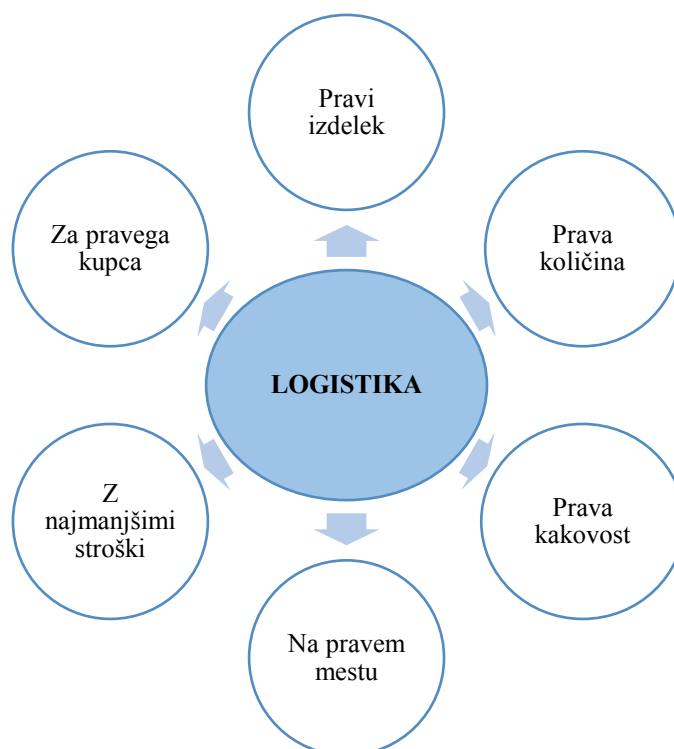 Pravi
izdelek
Za pravega
kupca
Prava
količina
LOGISTIKA
Z
najmanjšimi
stroški
Prava
kakovost
Na pravem
mestu